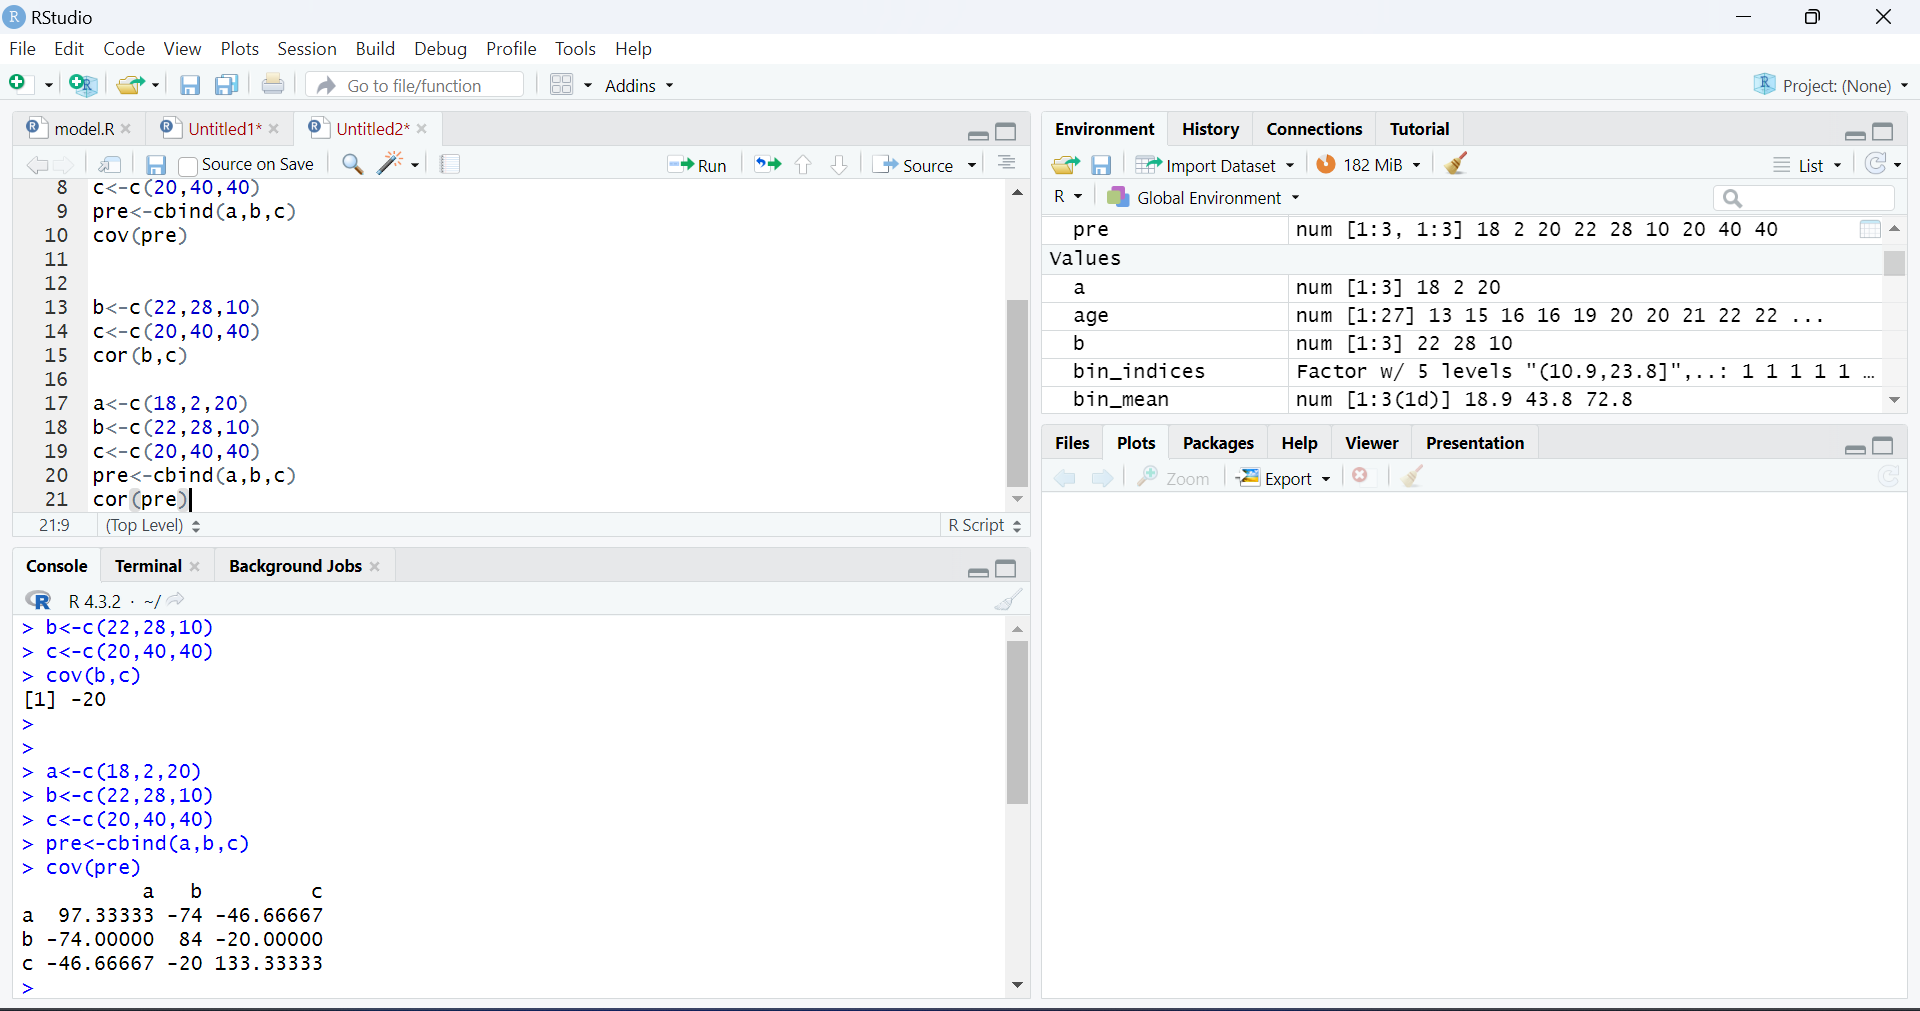 RStudio
File Edit Code View Plots Session Build Debug Profile Tools Help
Go to file/function Addins Project: (None)
model.R Untitled1* Untitled2*
Source on Save Run Source
8 c<-c(20,40,40)
9 pre<-cbind(a,b,c)
10 cov(pre)
11
12
13 b<-c(22,28,10)
14 c<-c(20,40,40)
15 cor(b,c)
16
17 a<-c(18,2,20)
18 b<-c(22,28,10)
19 c<-c(20,40,40)
20 pre<-cbind(a,b,c)
21 cor(pre)
21:9 (Top Level) R Script
Console Terminal Background Jobs
R 4.3.2 · ~/
> b<-c(22,28,10)
> c<-c(20,40,40)
> cov(b,c)
[1] -20
>
>
> a<-c(18,2,20)
> b<-c(22,28,10)
> c<-c(20,40,40)
> pre<-cbind(a,b,c)
> cov(pre)
a b c
a 97.33333 -74 -46.66667
b -74.00000 84 -20.00000
c -46.66667 -20 133.33333
>
Environment History Connections Tutorial
Import Dataset 182 MiB List
R Global Environment
pre num [1:3, 1:3] 18 2 20 22 28 10 20 40 40
Values
a num [1:3] 18 2 20
age num [1:27] 13 15 16 16 19 20 20 21 22 22 ...
b num [1:3] 22 28 10
bin_indices Factor w/ 5 levels "(10.9,23.8]",..: 1 1 1 1 1 …
bin_mean num [1:3(1d)] 18.9 43.8 72.8
Files Plots Packages Help Viewer Presentation
Zoom Export